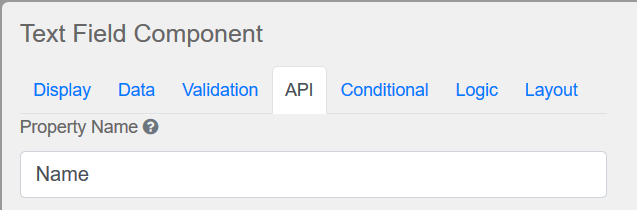 Text Field Component
Display Data Validation API Conditional Logic Layout
Property Name ?
Name